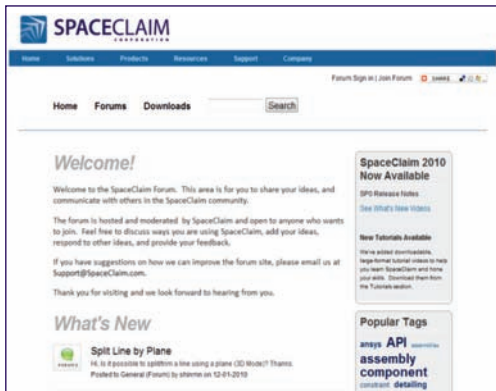 SPACECLAIM
CORPORATION
Home Solutions Products Resources Support Company
Forum Sign in | Join Forum SHARE
Home Forums Downloads Search
Welcome!
Welcome to the SpaceClaim Forum. This area is for you to share your ideas, and
communicate with others in the SpaceClaim community.
The forum is hosted and moderated by SpaceClaim and open to anyone who wants
to join. Feel free to discuss ways you are using SpaceClaim, add your ideas,
respond to other ideas, and provide your feedback.
If you have suggestions on how we can improve the forum site, please email us at
Support@SpaceClaim.com.
Thank you for visiting and we look forward to hearing from you.
What's New
Split Line by Plane
Hi, Is it possible to split/trim a line using a plane (3D Mode)? Thanks.
Posted to General (Forum) by on 12-01-2010
SpaceClaim 2010
Now Available
SP0 Release Notes
See What's New Videos
New Tutorials Available
We've added downloadable,
large-format tutorial videos to help
you learn SpaceClaim and hone
your skills. Download them from
the Tutorials section.
Popular Tags
ansys API assemblies
assembly
component
constraint detailing